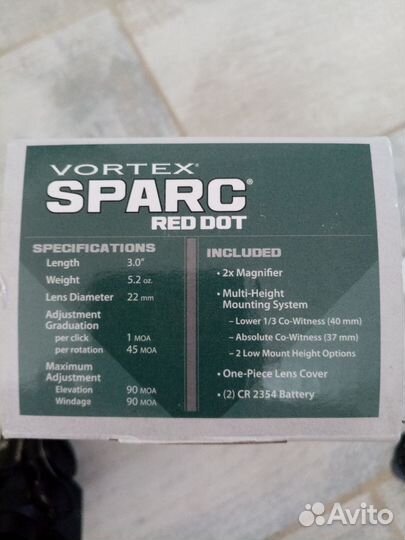 VORTEX®
SPARC®
RED DOT
SPECIFICATIONS
Length 3.0"
Weight 5.2 oz.
Lens Diameter 22 mm
Adjustment
Graduation
per click 1 MOA
per rotation 45 MOA
Maximum
Adjustment
Elevation 90 MOA
Windage 90 MOA
INCLUDED
• 2x Magnifier
• Multi-Height
Mounting System
– Lower 1/3 Co-Witness (40 mm)
– Absolute Co-Witness (37 mm)
– 2 Low Mount Height Options
• One-Piece Lens Cover
• (2) CR 2354 Battery
Avito